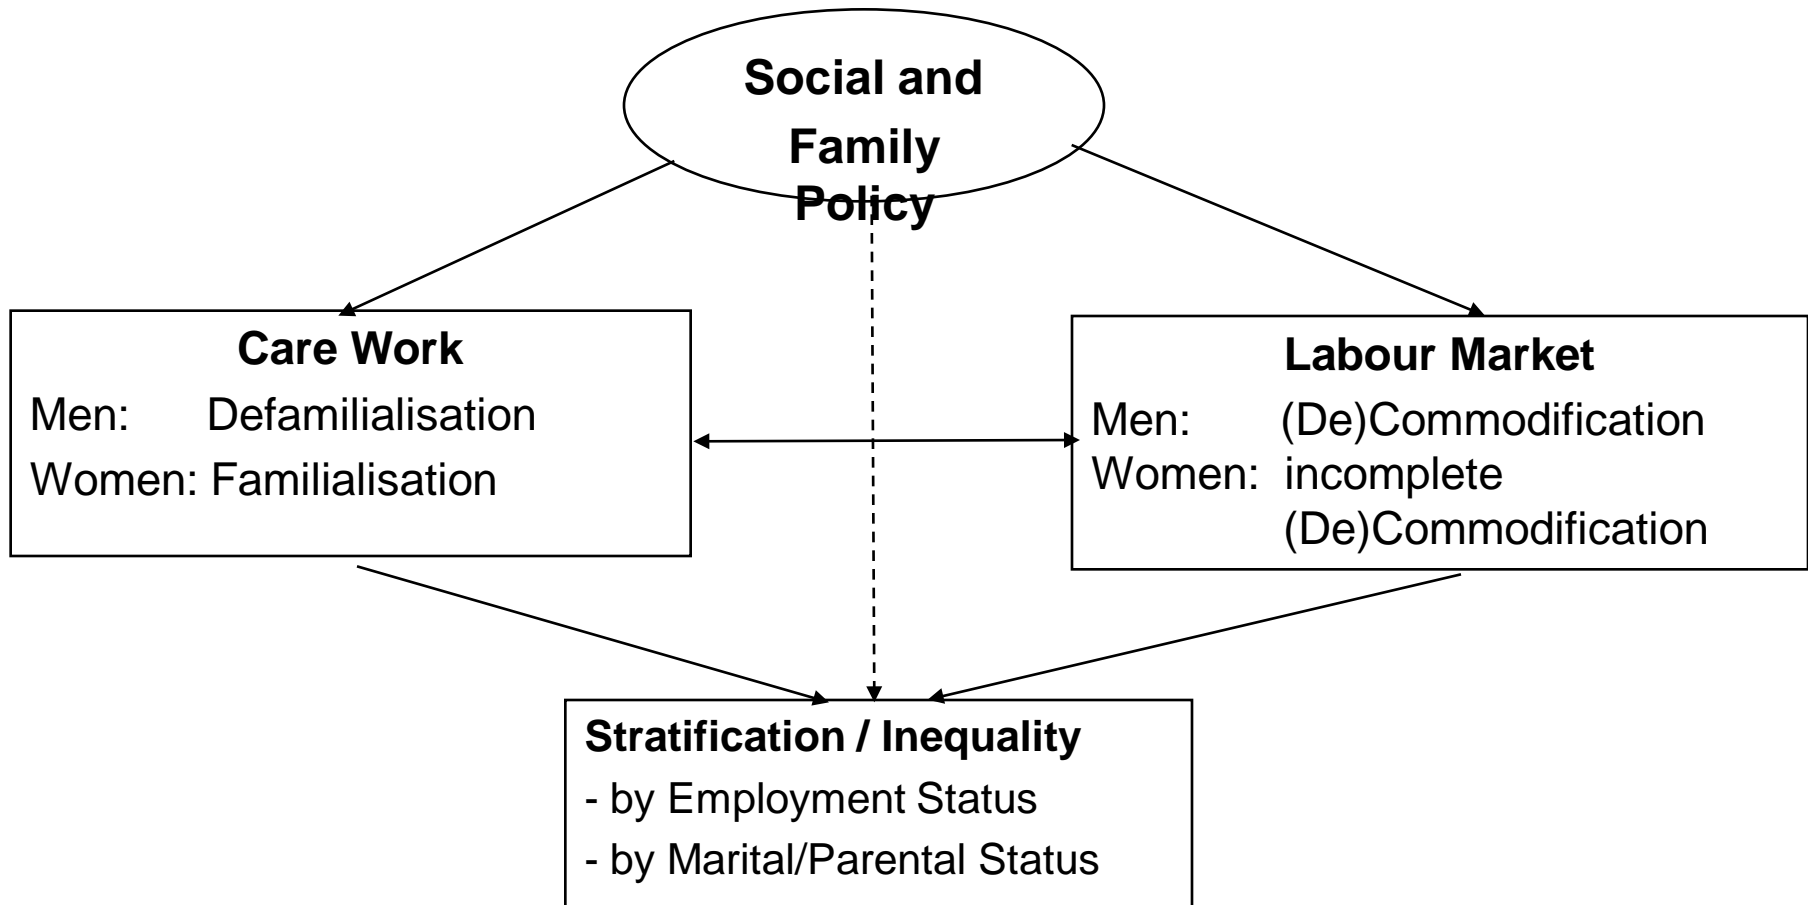 Social and
Family
Policy
Care Work
Men: Defamilialisation
Women: Familialisation
Labour Market
Men: (De)Commodification
Women: incomplete
(De)Commodification
Stratification / Inequality
- by Employment Status
- by Marital/Parental Status